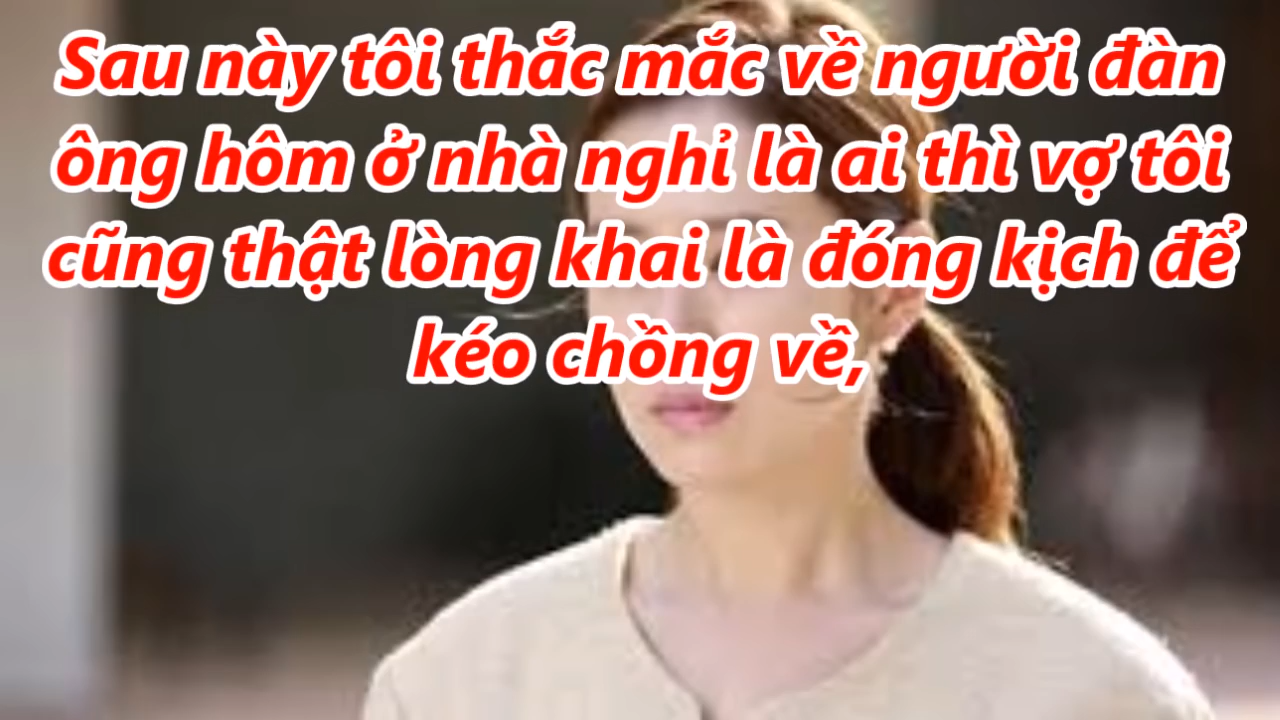 Sau này tôi thắc mắc về người đàn
ông hôm ở nhà nghỉ là ai thì vợ tôi
cũng thật lòng khai là đóng kịch để
kéo chồng về,